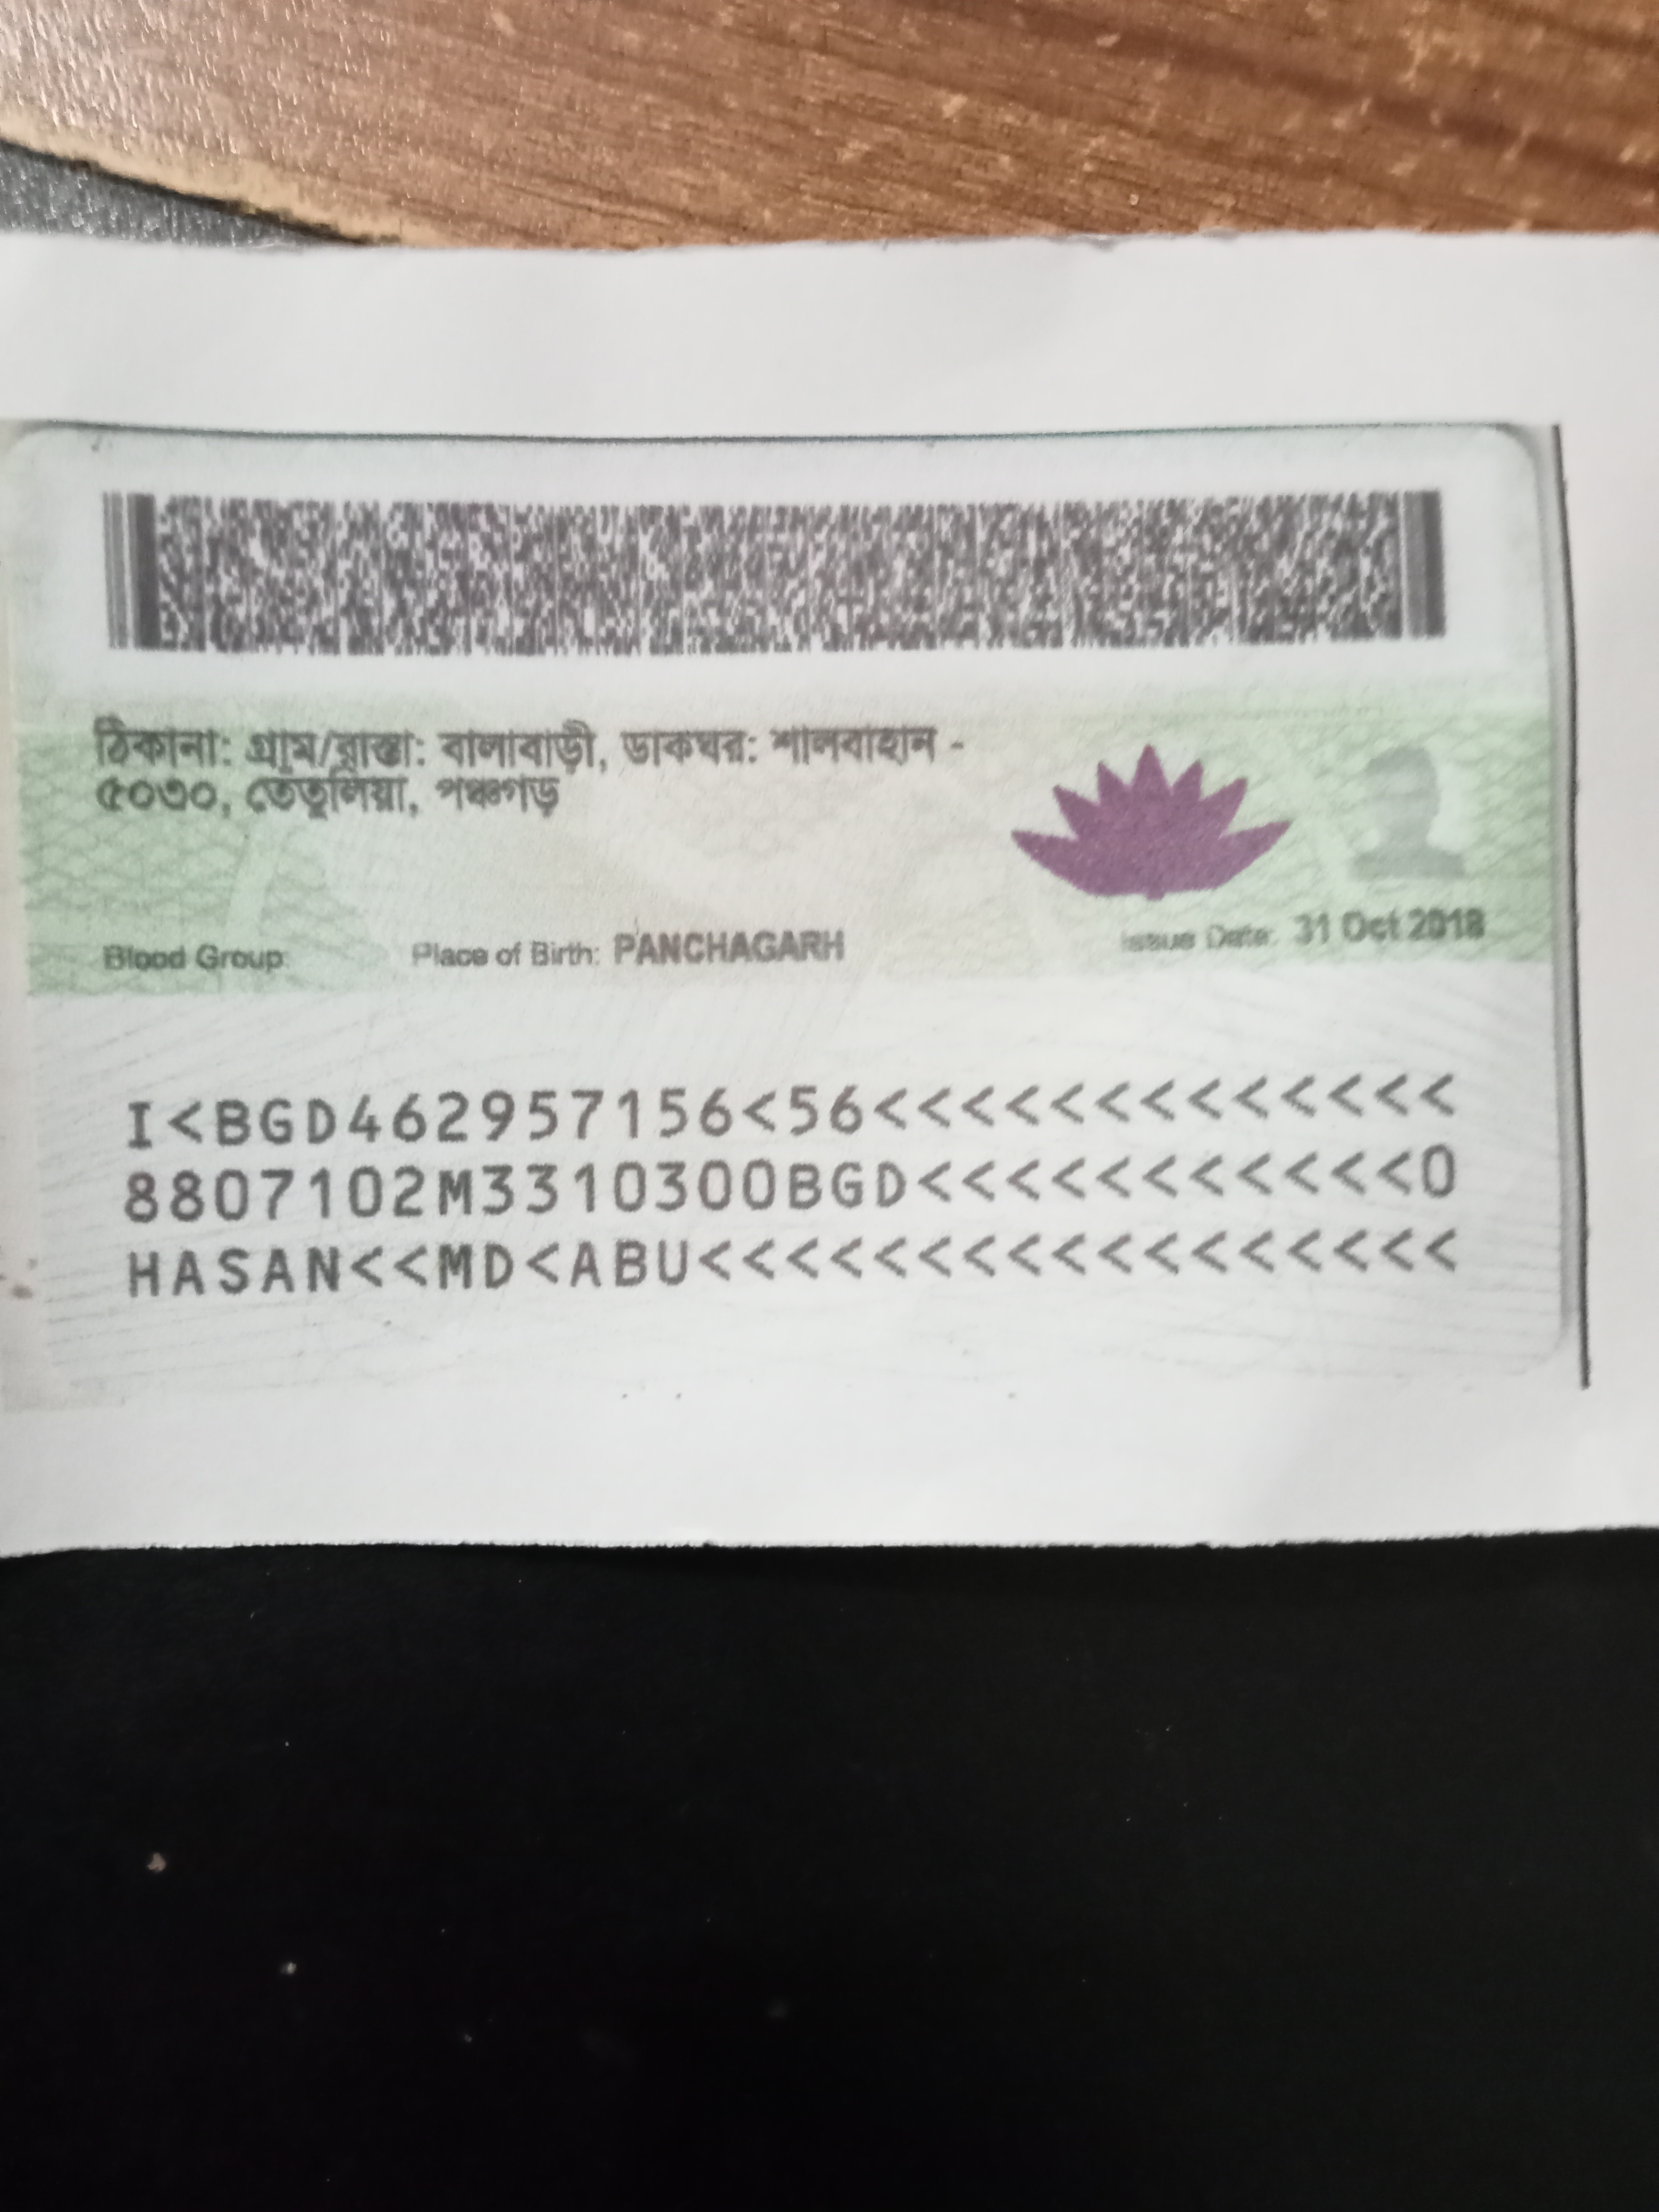 ঠিকানা: গ্রাম/রাস্তা: বালাবাড়ী, ডাকঘর: শালবাহান -
৫০৩০, তেতুলিয়া, পঞ্চগড়
Blood Group:
Place of Birth: PANCHAGARH
Issue Date: 31 Oct 2018
I<BGD462957156<56<<<<<<<<<<<<<
8807102M3310300BGD<<<<<<<<<<<0
HASAN<<MD<ABU<<<<<<<<<<<<<<<<<